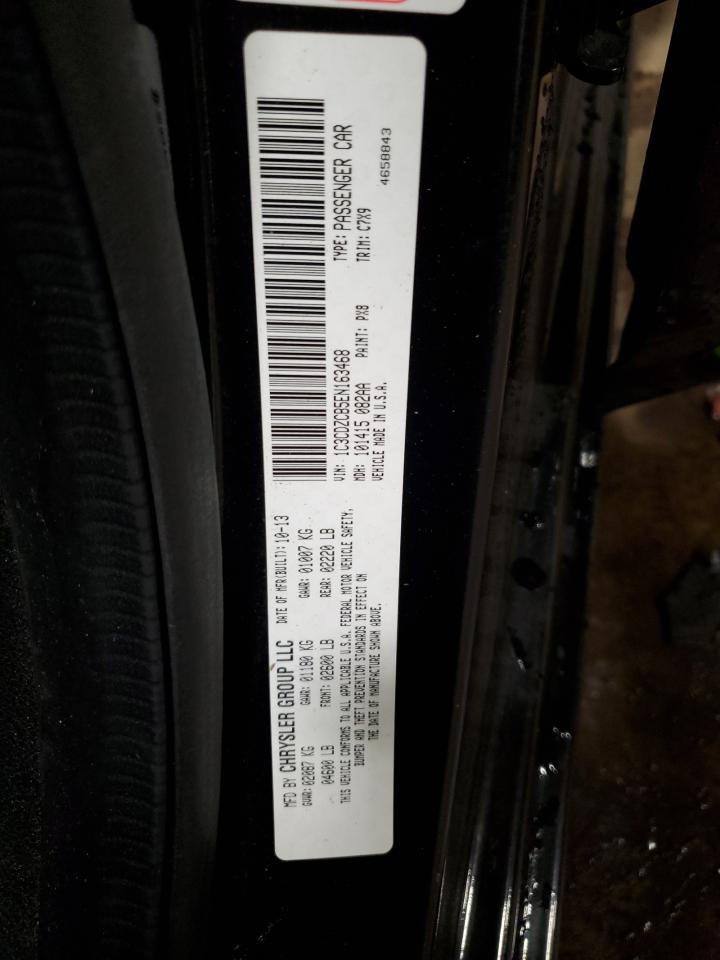 MFD BY CHRYSLER GROUP LLC DATE OF MFR(BUILT): 10-13
GVWR: 02087 KG GAWR: 01180 KG GAWR: 01007 KG
04600 LB FRONT: 02600 LB REAR: 02220 LB
THIS VEHICLE CONFORMS TO ALL APPLICABLE U.S.A. FEDERAL MOTOR VEHICLE SAFETY,
BUMPER AND THEFT PREVENTION STANDARDS IN EFFECT ON
THE DATE OF MANUFACTURE SHOWN ABOVE.
VIN: 1C3CDZCB5EN163468 TYPE: PASSENGER CAR
MDH: 101415 082AA PAINT: PX8 TRIM: C7X9
VEHICLE MADE IN U.S.A. 4658843